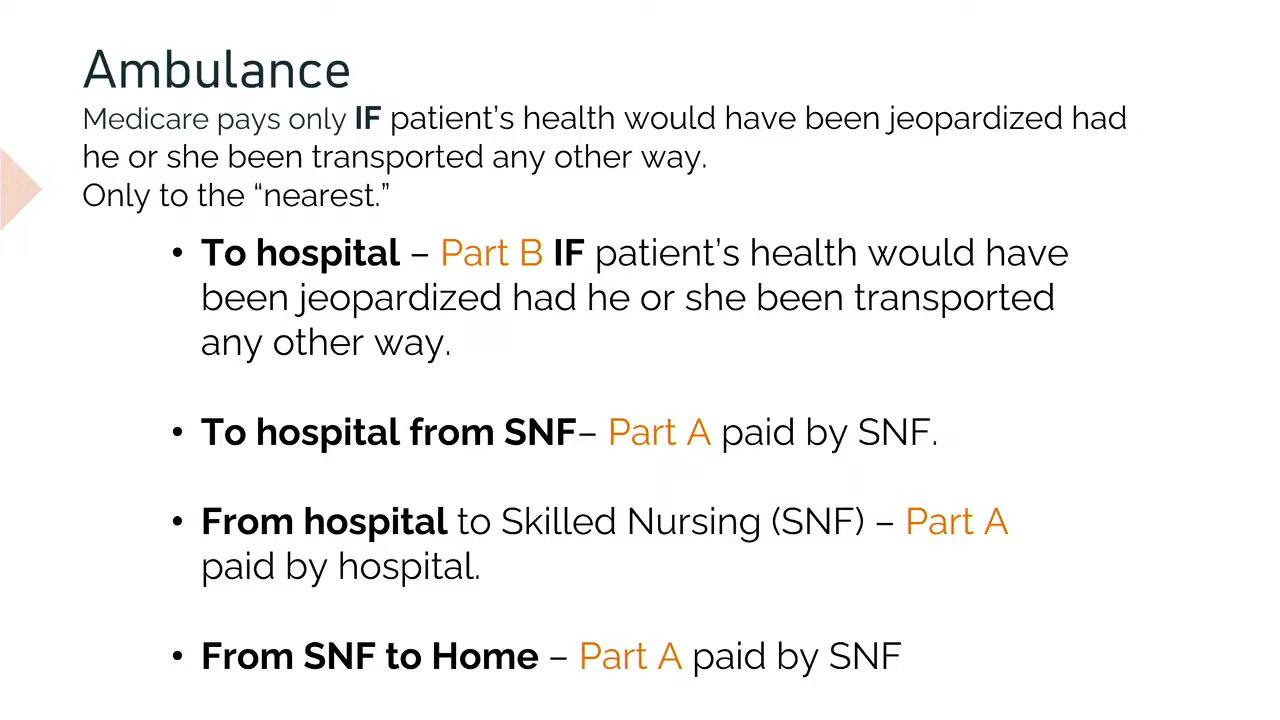 Ambulance
Medicare pays only IF patient’s health would have been jeopardized had
he or she been transported any other way.
Only to the “nearest.”
• To hospital – Part B IF patient’s health would have
been jeopardized had he or she been transported
any other way.
• To hospital from SNF– Part A paid by SNF.
• From hospital to Skilled Nursing (SNF) – Part A
paid by hospital.
• From SNF to Home – Part A paid by SNF